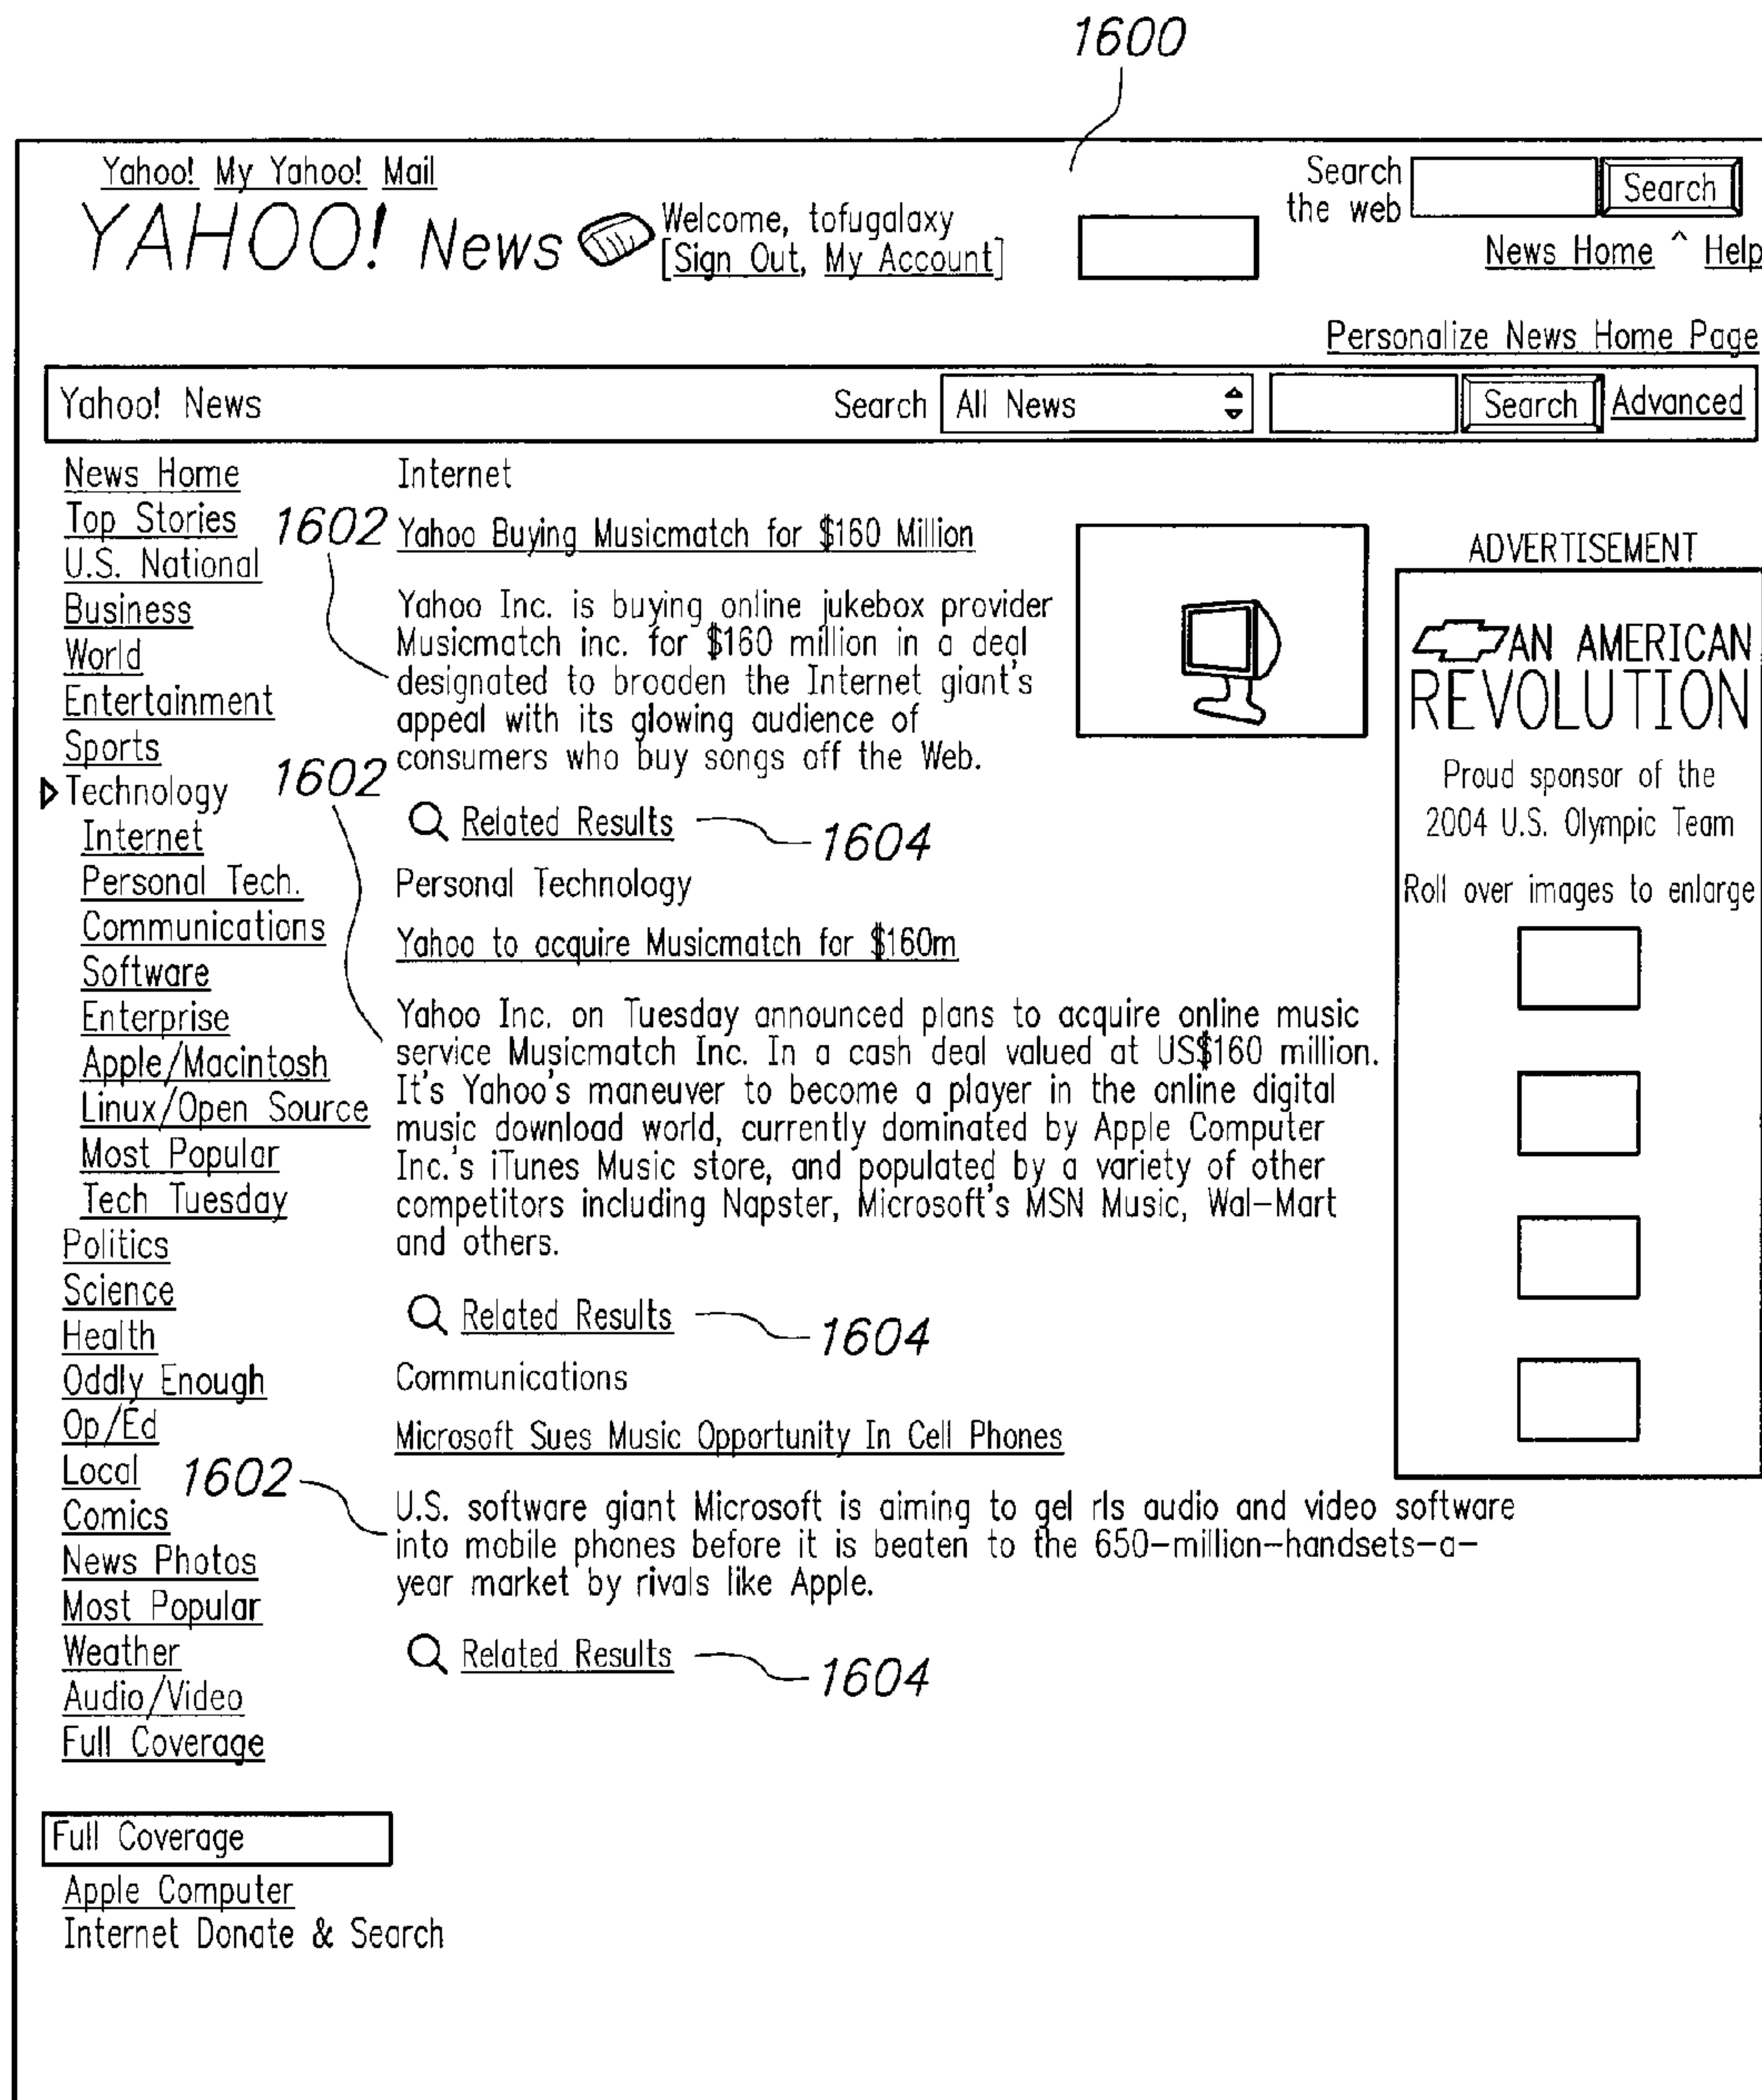 1600
Yahoo! My Yahoo! Mail
YAHOO! News
Welcome, tofugalaxy
[Sign Out, My Account]
Search
the web
Search
News Home ^ Help
Personalize News Home Page
Yahoo! News
Search
All News
Search
Advanced
News Home
Top Stories
U.S. National
Business
World
Entertainment
Sports
Technology
Internet
Personal Tech.
Communications
Software
Enterprise
Apple/Macintosh
Linux/Open Source
Most Popular
Tech Tuesday
Politics
Science
Health
Oddly Enough
Op/Ed
Local
Comics
News Photos
Most Popular
Weather
Audio/Video
Full Coverage
Full Coverage
Apple Computer
Internet Donate & Search
Internet
1602
Yahoo Buying Musicmatch for $160 Million
Yahoo Inc. is buying online jukebox provider
Musicmatch inc. for $160 million in a deal
designated to broaden the Internet giant's
appeal with its glowing audience of
consumers who buy songs off the Web.
1602
Related Results
1604
Personal Technology
Yahoo to acquire Musicmatch for $160m
Yahoo Inc. on Tuesday announced plans to acquire online music
service Musicmatch Inc. In a cash deal valued at US$160 million.
It's Yahoo's maneuver to become a player in the online digital
music download world, currently dominated by Apple Computer
Inc.'s iTunes Music store, and populated by a variety of other
competitors including Napster, Microsoft's MSN Music, Wal-Mart
and others.
Related Results
1604
Communications
Microsoft Sues Music Opportunity In Cell Phones
1602
U.S. software giant Microsoft is aiming to gel rls audio and video software
into mobile phones before it is beaten to the 650-million-handsets-a-
year market by rivals like Apple.
Related Results
1604
ADVERTISEMENT
AN AMERICAN
REVOLUTION
Proud sponsor of the
2004 U.S. Olympic Team
Roll over images to enlarge